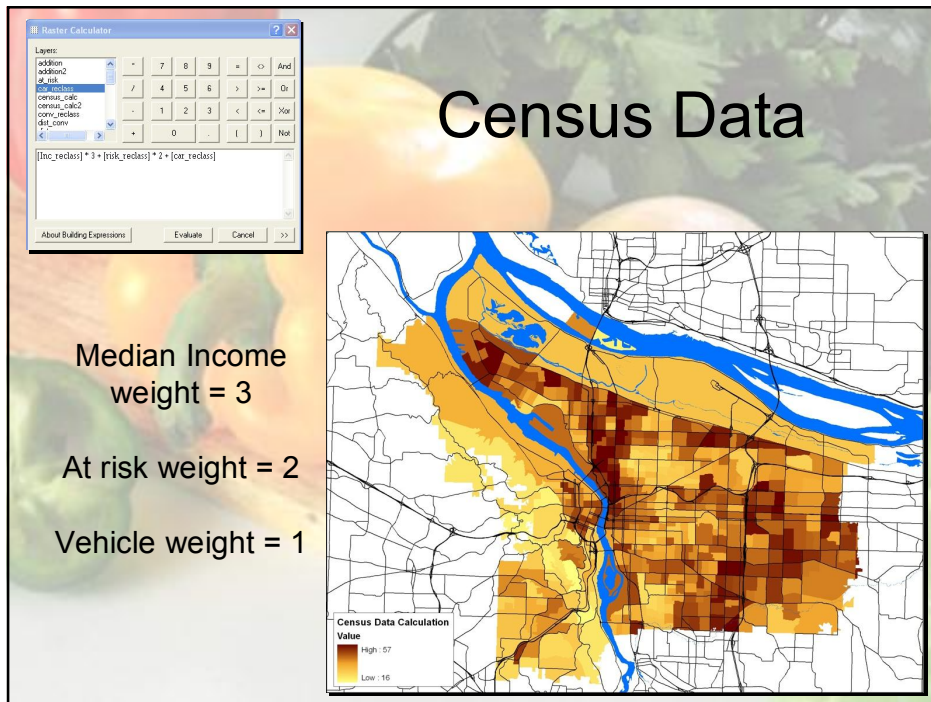 Raster Calculator
Layers:
addition
addition2
at_risk
car_reclass
census_calc
census_calc2
conv_reclass
dist_conv
* 7 8 9 = <> And
/ 4 5 6 > >= Or
- 1 2 3 < <= Xor
+ 0 . ( ) Not
[Inc_reclass] * 3 + [risk_reclass] * 2 + [car_reclass]
About Building Expressions Evaluate Cancel >>
Census Data
Median Income
weight = 3
At risk weight = 2
Vehicle weight = 1
Census Data Calculation
Value
High : 57
Low : 16